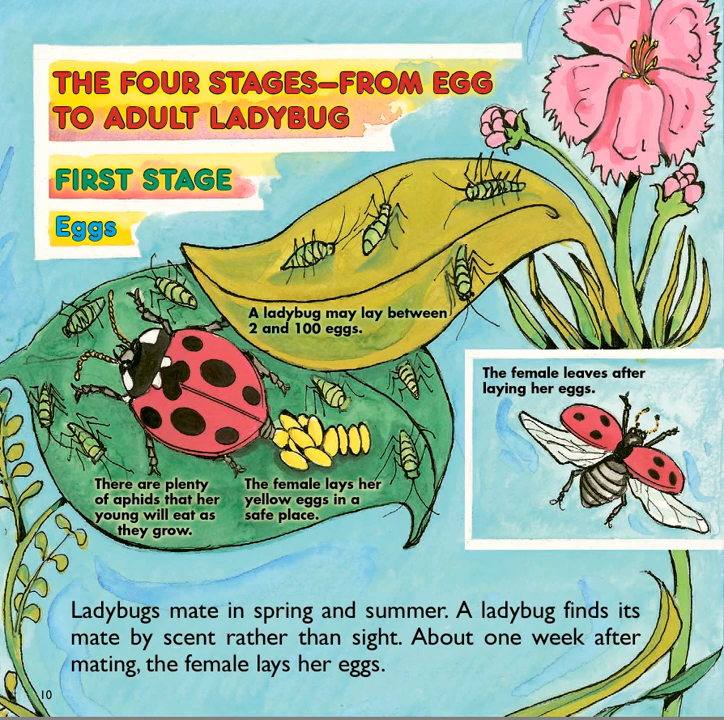 THE FOUR STAGES—FROM EGG
TO ADULT LADYBUG
FIRST STAGE
Eggs
A ladybug may lay between
2 and 100 eggs.
The female leaves after
laying her eggs.
There are plenty
of aphids that her
young will eat as
they grow.
The female lays her
yellow eggs in a
safe place.
Ladybugs mate in spring and summer. A ladybug finds its
mate by scent rather than sight. About one week after
mating, the female lays her eggs.
10